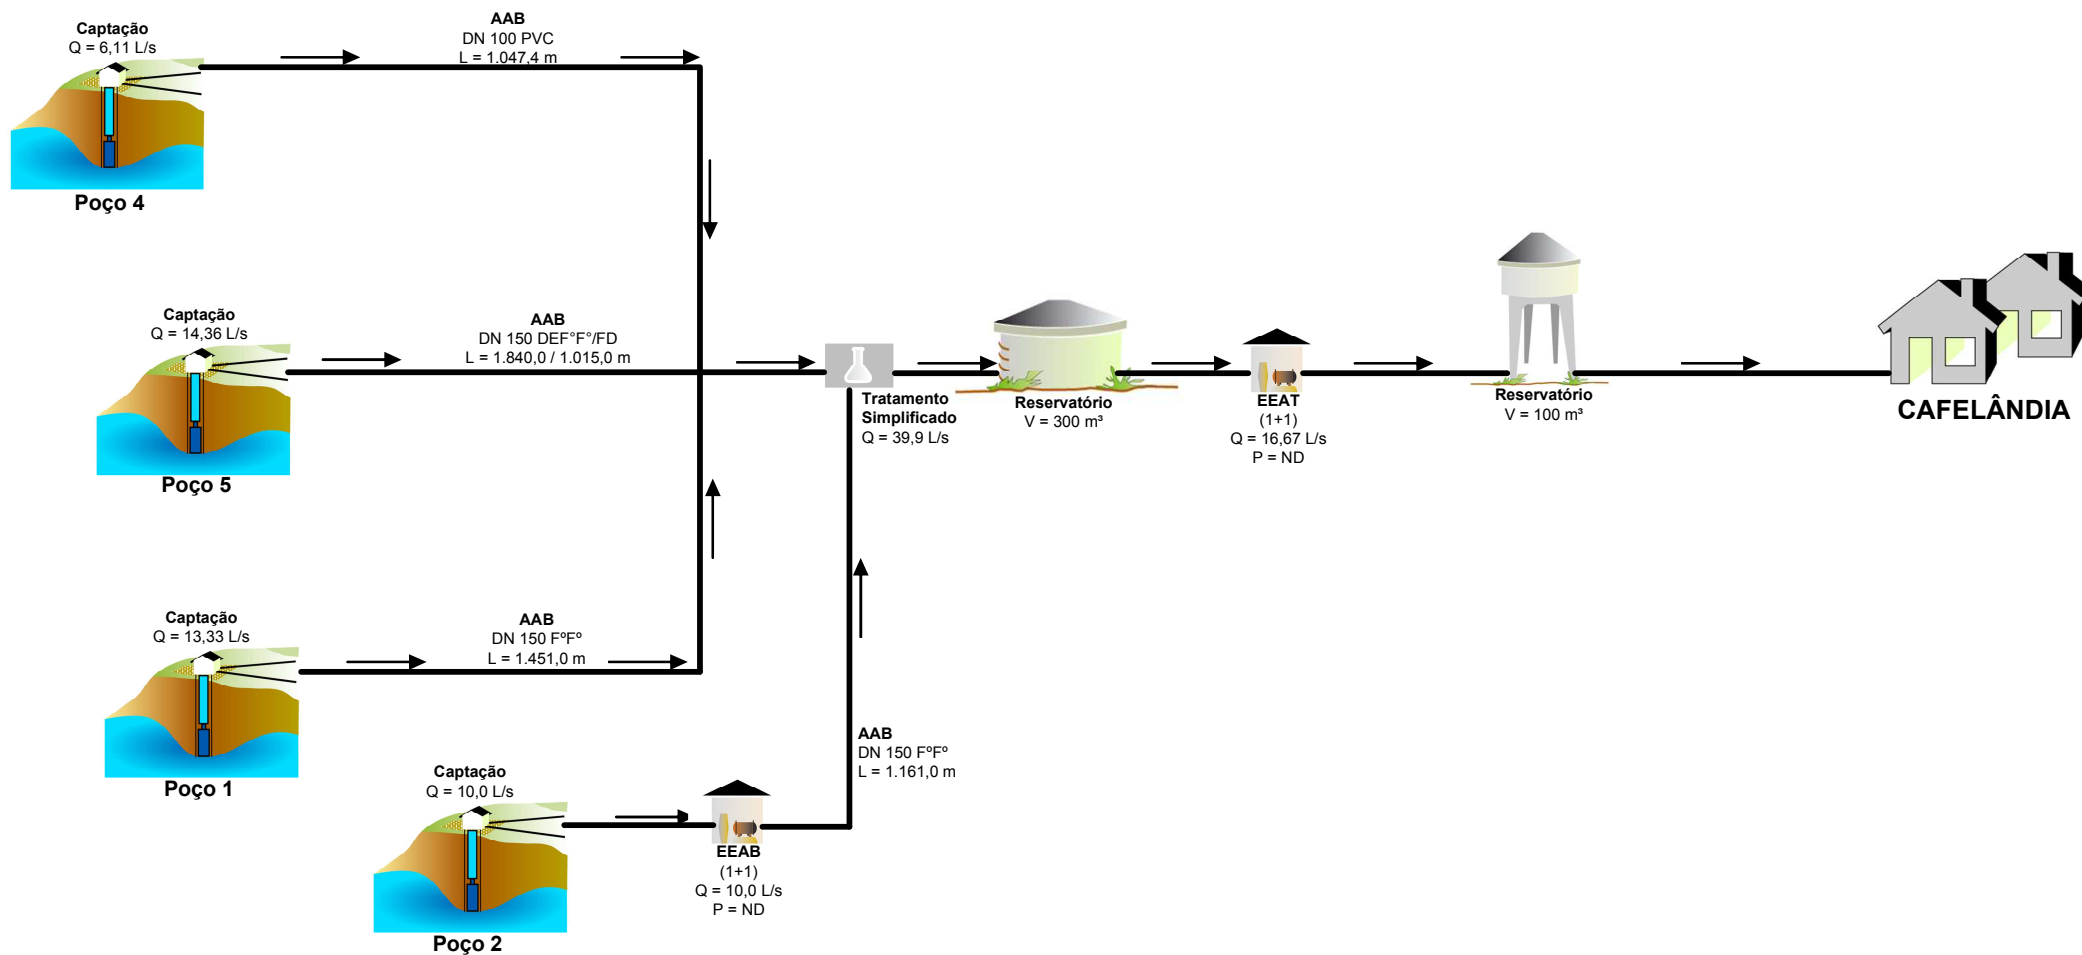 Captação
Q = 6,11 L/s
Poço 4
AAB
DN 100 PVC
L = 1.047,4 m
Captação
Q = 14,36 L/s
Poço 5
AAB
DN 150 DEF°F°/FD
L = 1.840,0 / 1.015,0 m
Tratamento
Simplificado
Q = 39,9 L/s
Reservatório
V = 300 m³
EEAT
(1+1)
Q = 16,67 L/s
P = ND
Reservatório
V = 100 m³
CAFELÂNDIA
Captação
Q = 13,33 L/s
Poço 1
AAB
DN 150 FºFº
L = 1.451,0 m
Captação
Q = 10,0 L/s
Poço 2
EEAB
(1+1)
Q = 10,0 L/s
P = ND
AAB
DN 150 FºFº
L = 1.161,0 m